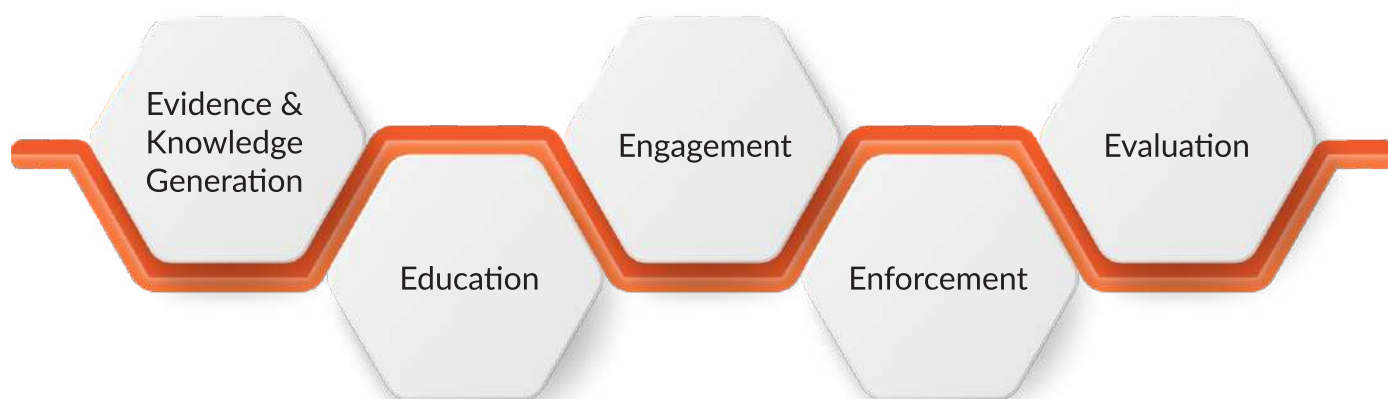 Evidence &
Knowledge
Generation
Education
Engagement
Enforcement
Evaluation